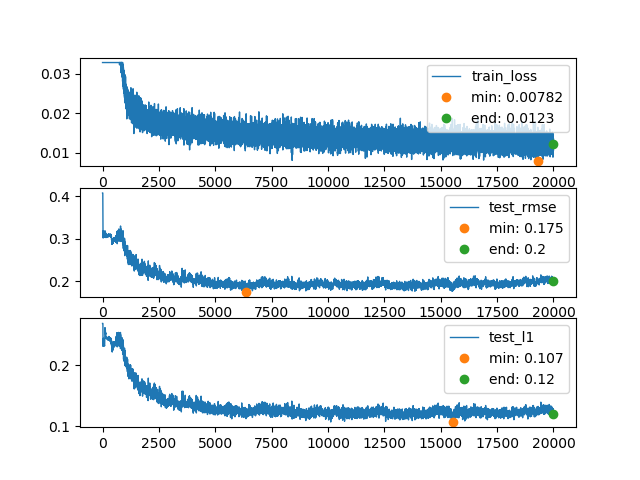 0.03
0.02
0.01
train_loss
min: 0.00782
end: 0.0123
0 2500 5000 7500 10000 12500 15000 17500 20000
0.4
0.3
0.2
test_rmse
min: 0.175
end: 0.2
0 2500 5000 7500 10000 12500 15000 17500 20000
0.2
0.1
test_l1
min: 0.107
end: 0.12
0 2500 5000 7500 10000 12500 15000 17500 20000